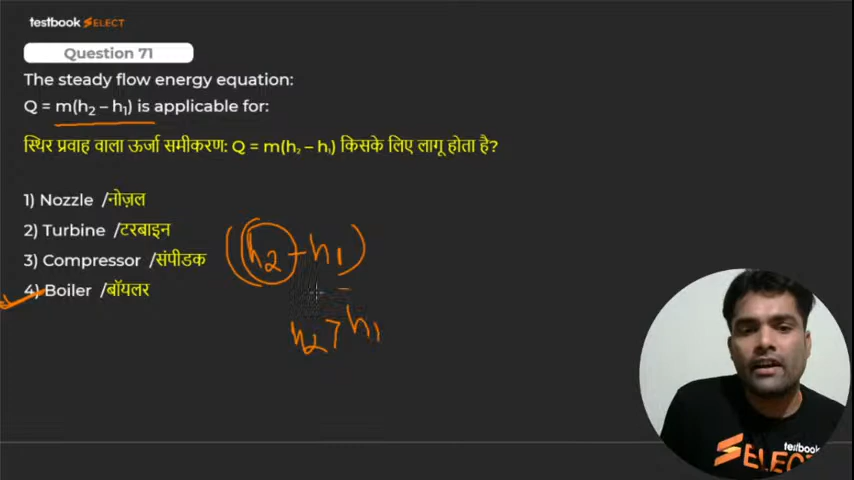 testbook SELECT
Question 71
The steady flow energy equation:
Q = m(h₂ – h₁) is applicable for:
स्थिर प्रवाह वाला ऊर्जा समीकरण: Q = m(h₂ – h₁) किसके लिए लागू होता है?
1) Nozzle /नोज़ल
2) Turbine /टरबाइन
3) Compressor /संपीडक
4) Boiler /बॉयलर
(h2 – h1)
h2 > h1
testbook
SELECT